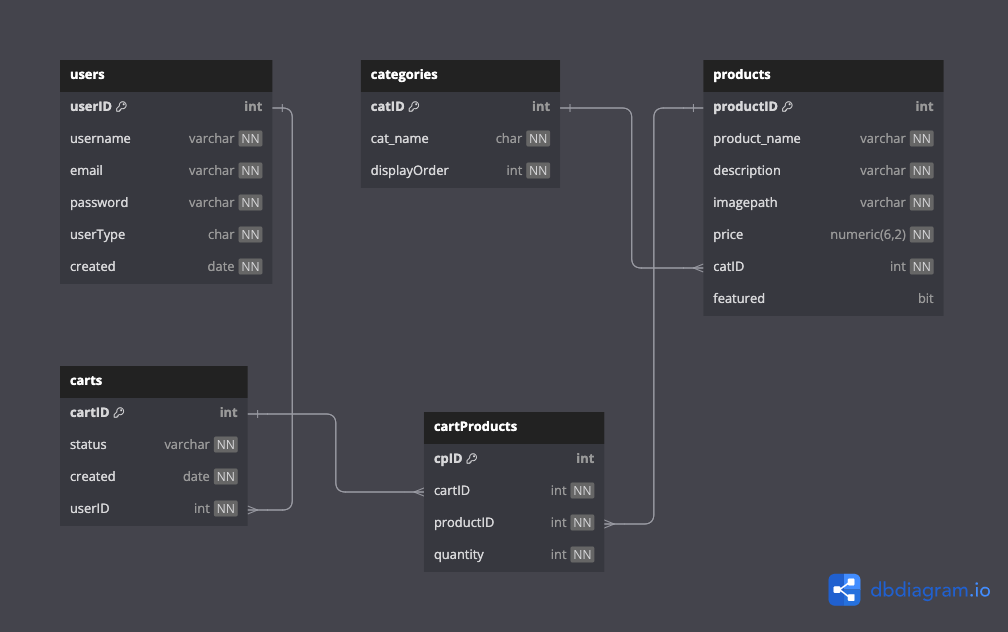 users
userID int
username varchar NN
email varchar NN
password varchar NN
userType char NN
created date NN
categories
catID int
cat_name char NN
displayOrder int NN
products
productID int
product_name varchar NN
description varchar NN
imagepath varchar NN
price numeric(6,2) NN
catID int NN
featured bit
carts
cartID int
status varchar NN
created date NN
userID int NN
cartProducts
cpID int
cartID int NN
productID int NN
quantity int NN
dbdiagram.io